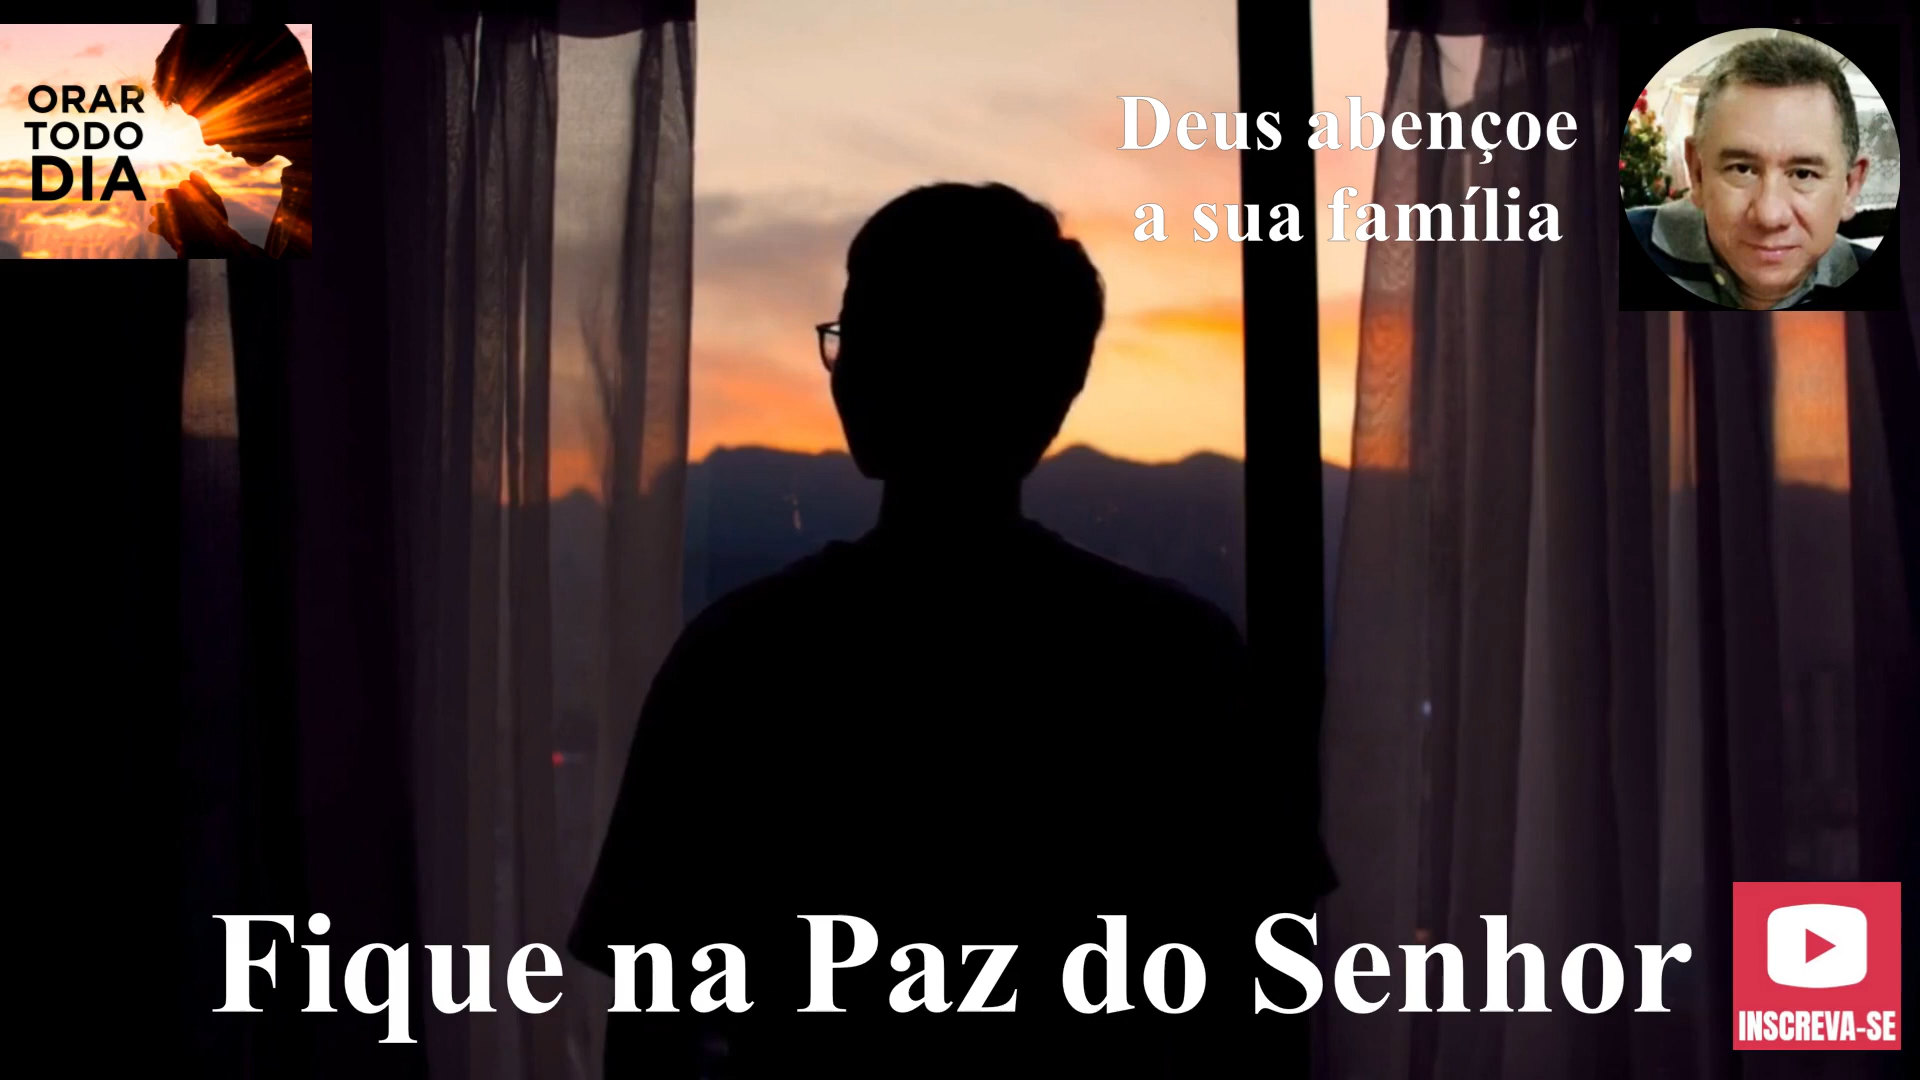 ORAR
TODO
DIA
Deus abençoe
a sua família
Fique na Paz do Senhor
INSCREVA-SE